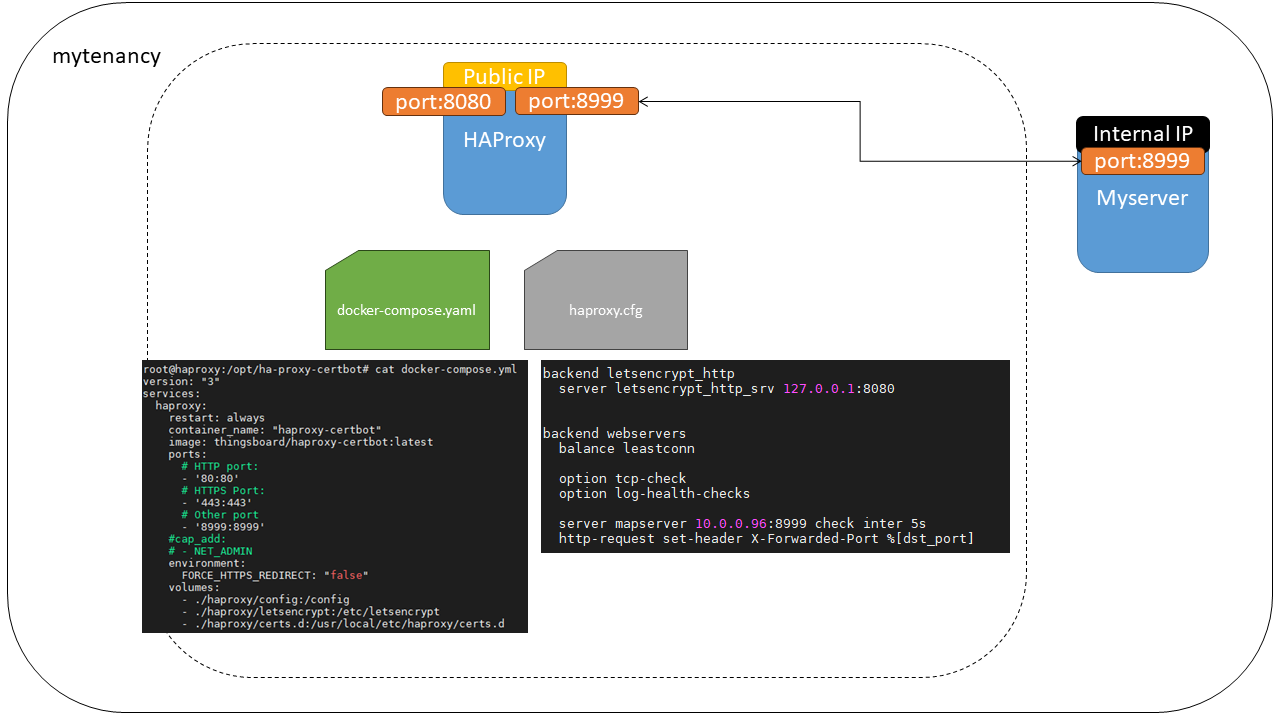 mytenancy
Public IP
port:8080
port:8999
HAProxy
Internal IP
port:8999
Myserver
docker-compose.yaml
haproxy.cfg
root@haproxy:/opt/ha-proxy-certbot# cat docker-compose.yml
version: "3"
services:
  haproxy:
    restart: always
    container_name: "haproxy-certbot"
    image: thingsboard/haproxy-certbot:latest
    ports:
      # HTTP port:
      - '80:80'
      # HTTPS Port:
      - '443:443'
      # Other port
      - '8999:8999'
    #cap_add:
    # - NET_ADMIN
    environment:
      FORCE_HTTPS_REDIRECT: "false"
    volumes:
      - ./haproxy/config:/config
      - ./haproxy/letsencrypt:/etc/letsencrypt
      - ./haproxy/certs.d:/usr/local/etc/haproxy/certs.d
backend letsencrypt_http
  server letsencrypt_http_srv 127.0.0.1:8080
backend webservers
  balance leastconn
  option tcp-check
  option log-health-checks
  server mapserver 10.0.0.96:8999 check inter 5s
  http-request set-header X-Forwarded-Port %[dst_port]